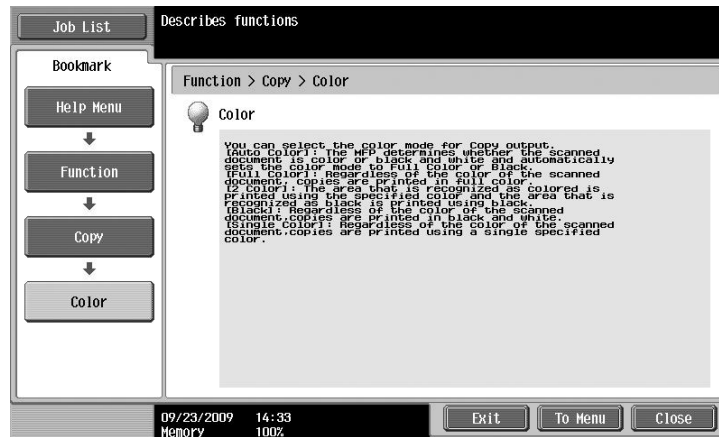 Job List
Describes functions
Bookmark
Help Menu
Function
Copy
Color
Function > Copy > Color
Color
You can select the color mode for Copy output.
[Auto Color]: The MFP determines whether the scanned
document is color or black and white and automatically
sets the color mode to Full Color or Black.
[Full Color]: Regardless of the color of the scanned
document, copies are printed in full color.
[2 Color]: The area that is recognized as colored is
printed using the specified color and the area that is
recognized as black is printed using black.
[Black]: Regardless of the color of the scanned
document,copies are printed in black and white.
[Single Color]: Regardless of the color of the scanned
document,copies are printed using a single specified
color.
09/23/2009 14:33
Memory 100%
Exit
To Menu
Close